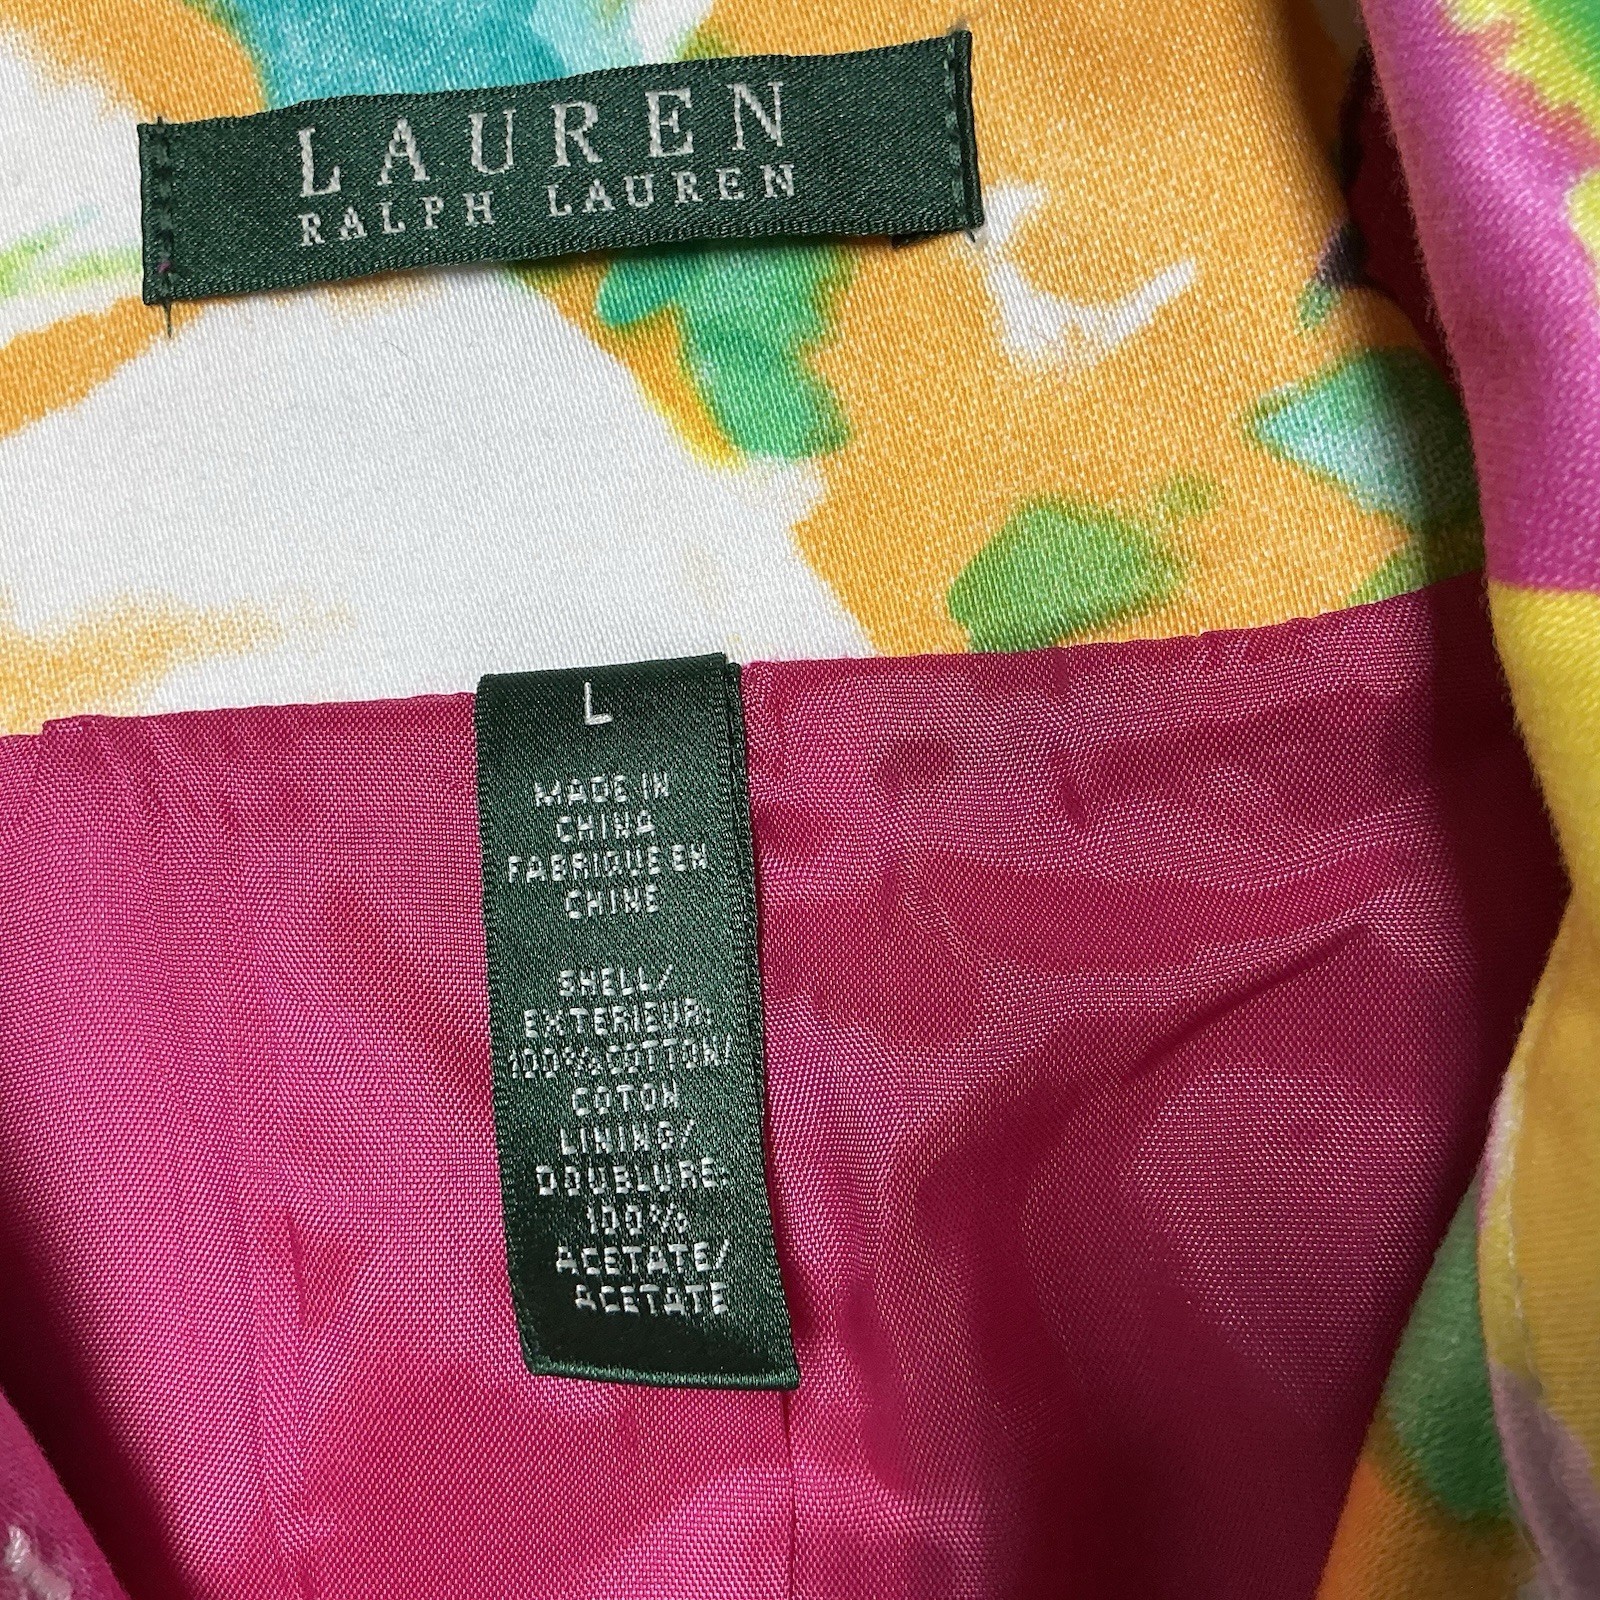 LAUREN
RALPH LAUREN
L
MADE IN
CHINA
FABRIQUE EN
CHINE
SHELL/
EXTERIEUR:
100% COTTON/
COTON
LINING/
DOUBLURE:
100%
ACETATE/
ACETATE